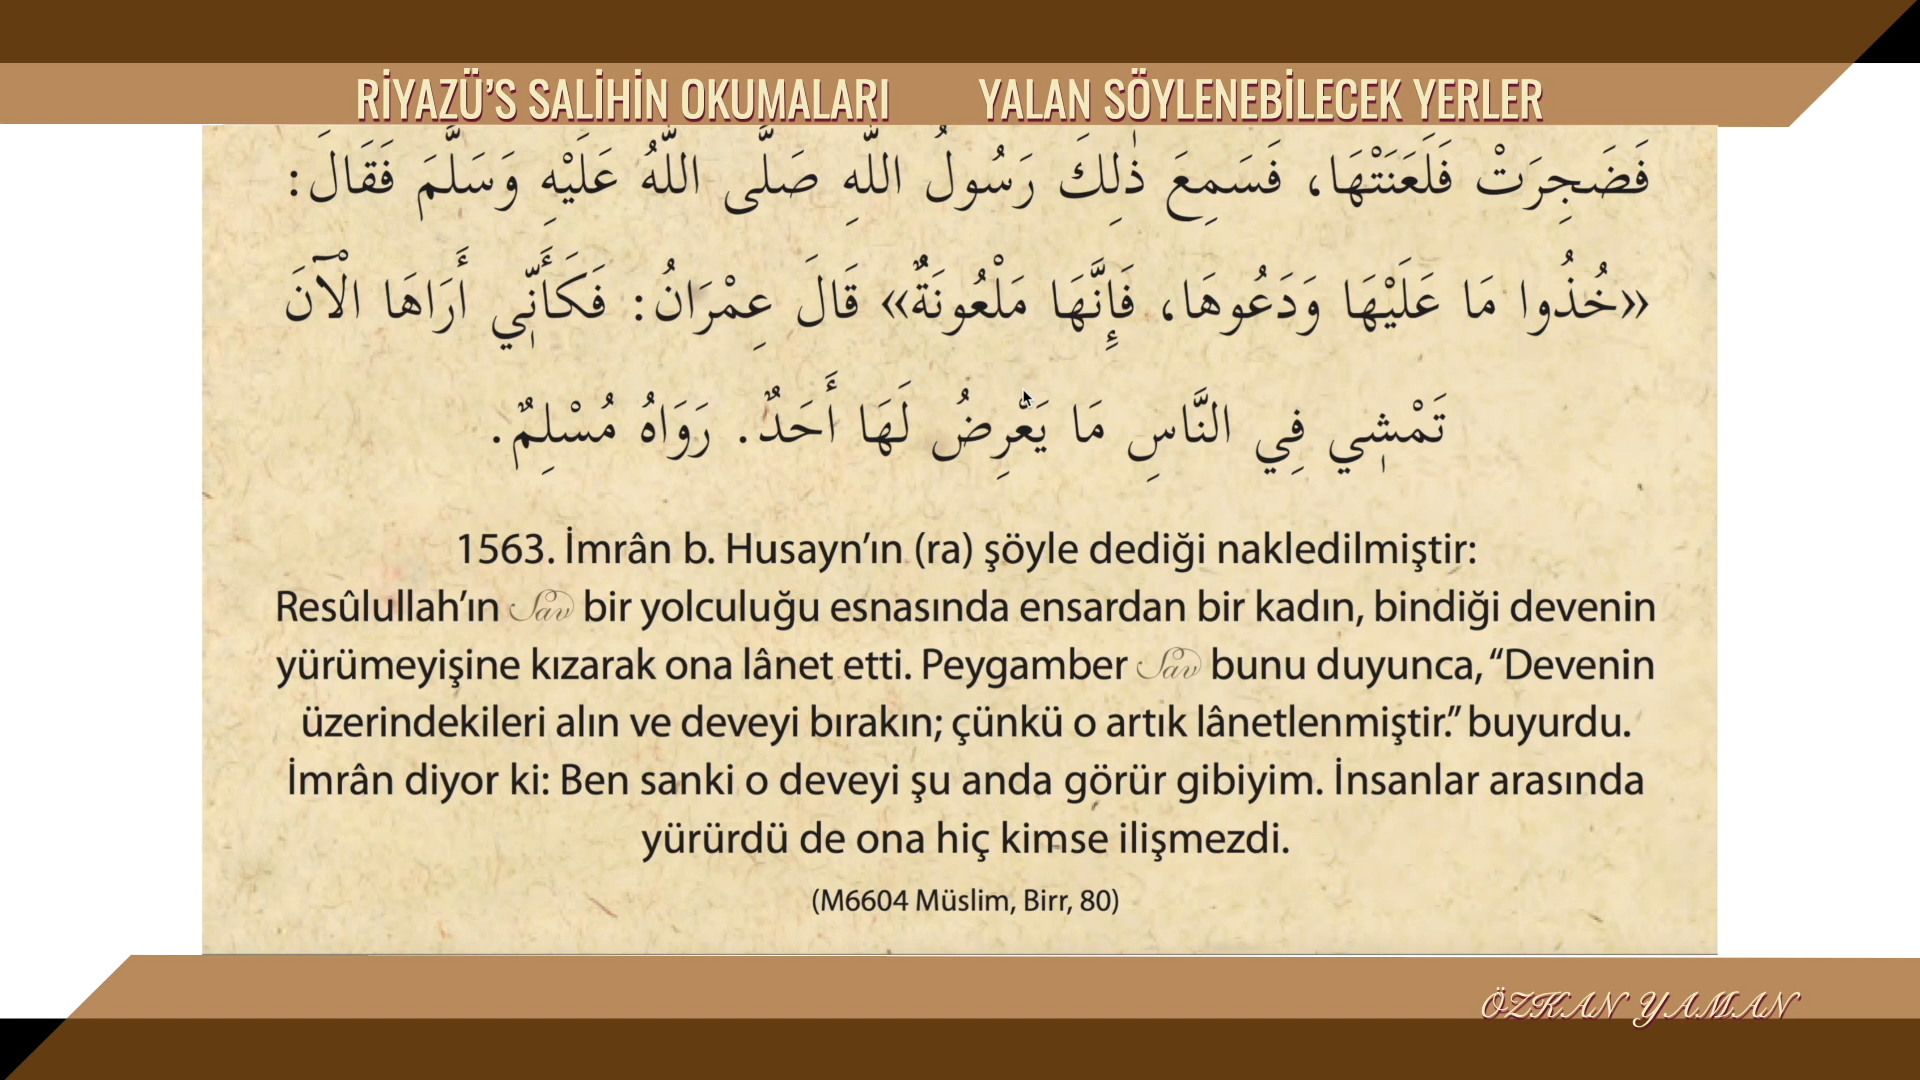 RİYAZÜ'S SALİHİN OKUMALARI YALAN SÖYLENEBİLECEK YERLER
فَضَجِرَتْ فَلَعَنَتْهَا، فَسَمِعَ ذٰلِكَ رَسُولُ اللّٰهِ صَلَّى اللّٰهُ عَلَيْهِ وَسَلَّمَ فَقَالَ:
«خُذُوا مَا عَلَيْهَا وَدَعُوهَا، فَإِنَّهَا مَلْعُونَةٌ» قَالَ عِمْرَانُ: فَكَأَنّ۪ي أَرَاهَا الْآنَ
تَمْش۪ي فِي النَّاسِ مَا يَعْرِضُ لَهَا أَحَدٌ. رَوَاهُ مُسْلِمٌ.
1563. İmrân b. Husayn’ın (ra) şöyle dediği nakledilmiştir:
Resûlullah’ın Sav bir yolculuğu esnasında ensardan bir kadın, bindiği devenin
yürümeyişine kızarak ona lânet etti. Peygamber Sav bunu duyunca, “Devenin
üzerindekileri alın ve deveyi bırakın; çünkü o artık lânetlenmiştir.” buyurdu.
İmrân diyor ki: Ben sanki o deveyi şu anda görür gibiyim. İnsanlar arasında
yürürdü de ona hiç kimse ilişmezdi.
(M6604 Müslim, Birr, 80)
ÖZKAN YAMAN